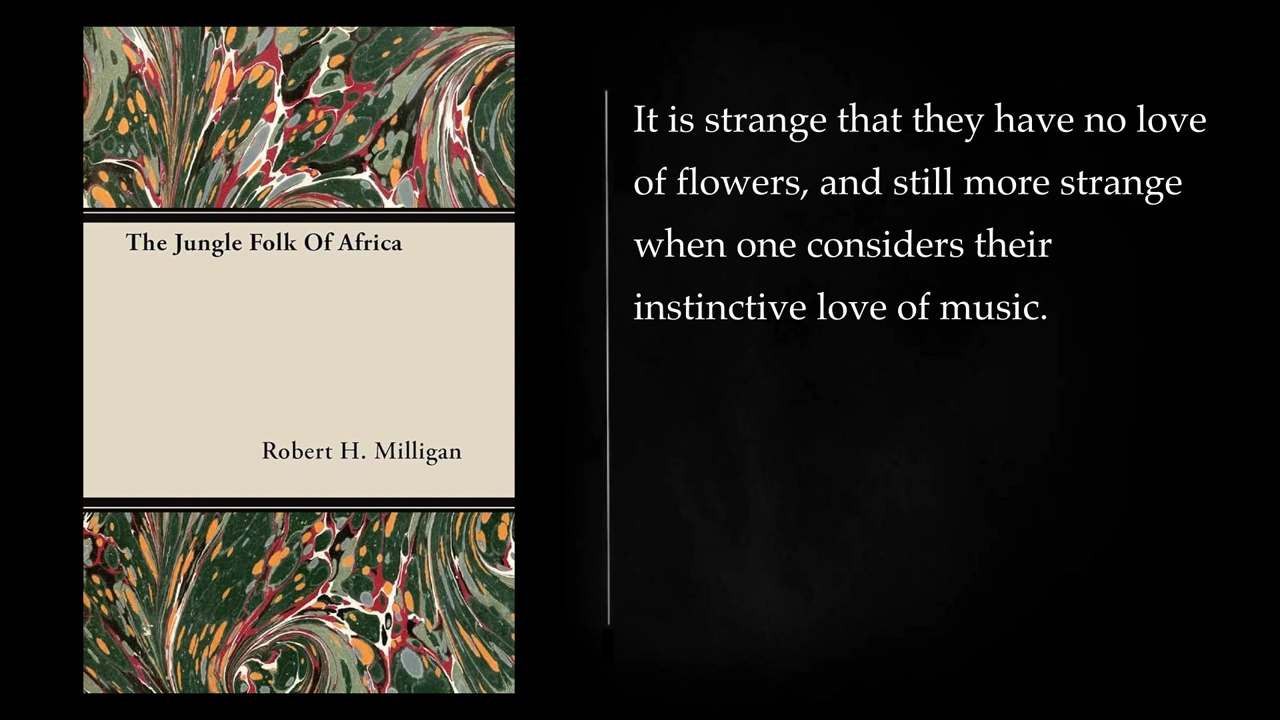 The Jungle Folk Of Africa
Robert H. Milligan
It is strange that they have no love
of flowers, and still more strange
when one considers their
instinctive love of music.